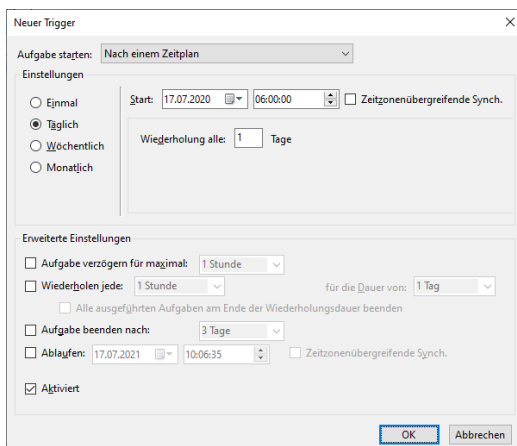 Neuer Trigger
Aufgabe starten: Nach einem Zeitplan
Einstellungen
Einmal
Täglich
Wöchentlich
Monatlich
Start: 17.07.2020 06:00:00 Zeitzonenübergreifende Synch.
Wiederholung alle: 1 Tage
Erweiterte Einstellungen
Aufgabe verzögern für maximal: 1 Stunde
Wiederholen jede: 1 Stunde für die Dauer von: 1 Tag
Alle ausgeführten Aufgaben am Ende der Wiederholungsdauer beenden
Aufgabe beenden nach: 3 Tage
Ablaufen: 17.07.2021 10:06:35 Zeitzonenübergreifende Synch.
Aktiviert
OK Abbrechen